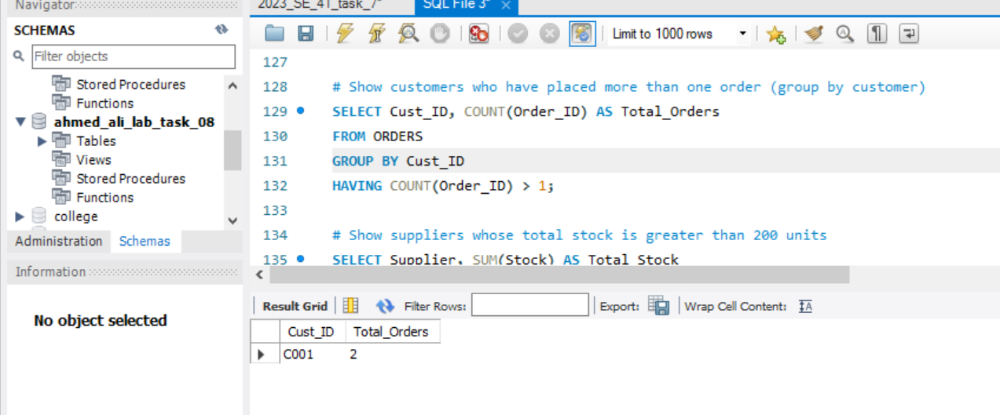 Navigator
SCHEMAS
Filter objects
Stored Procedures
Functions
ahmed_ali_lab_task_08
Tables
Views
Stored Procedures
Functions
college
Administration Schemas
Information
No object selected
2023_SE_41_task_7*
SQL File 3*
Limit to 1000 rows
127
128 # Show customers who have placed more than one order (group by customer)
129 SELECT Cust_ID, COUNT(Order_ID) AS Total_Orders
130 FROM ORDERS
131 GROUP BY Cust_ID
132 HAVING COUNT(Order_ID) > 1;
133
134 # Show suppliers whose total stock is greater than 200 units
135 SELECT Supplier, SUM(Stock) AS Total_Stock
Result Grid Filter Rows: Export: Wrap Cell Content:
Cust_ID Total_Orders
C001 2